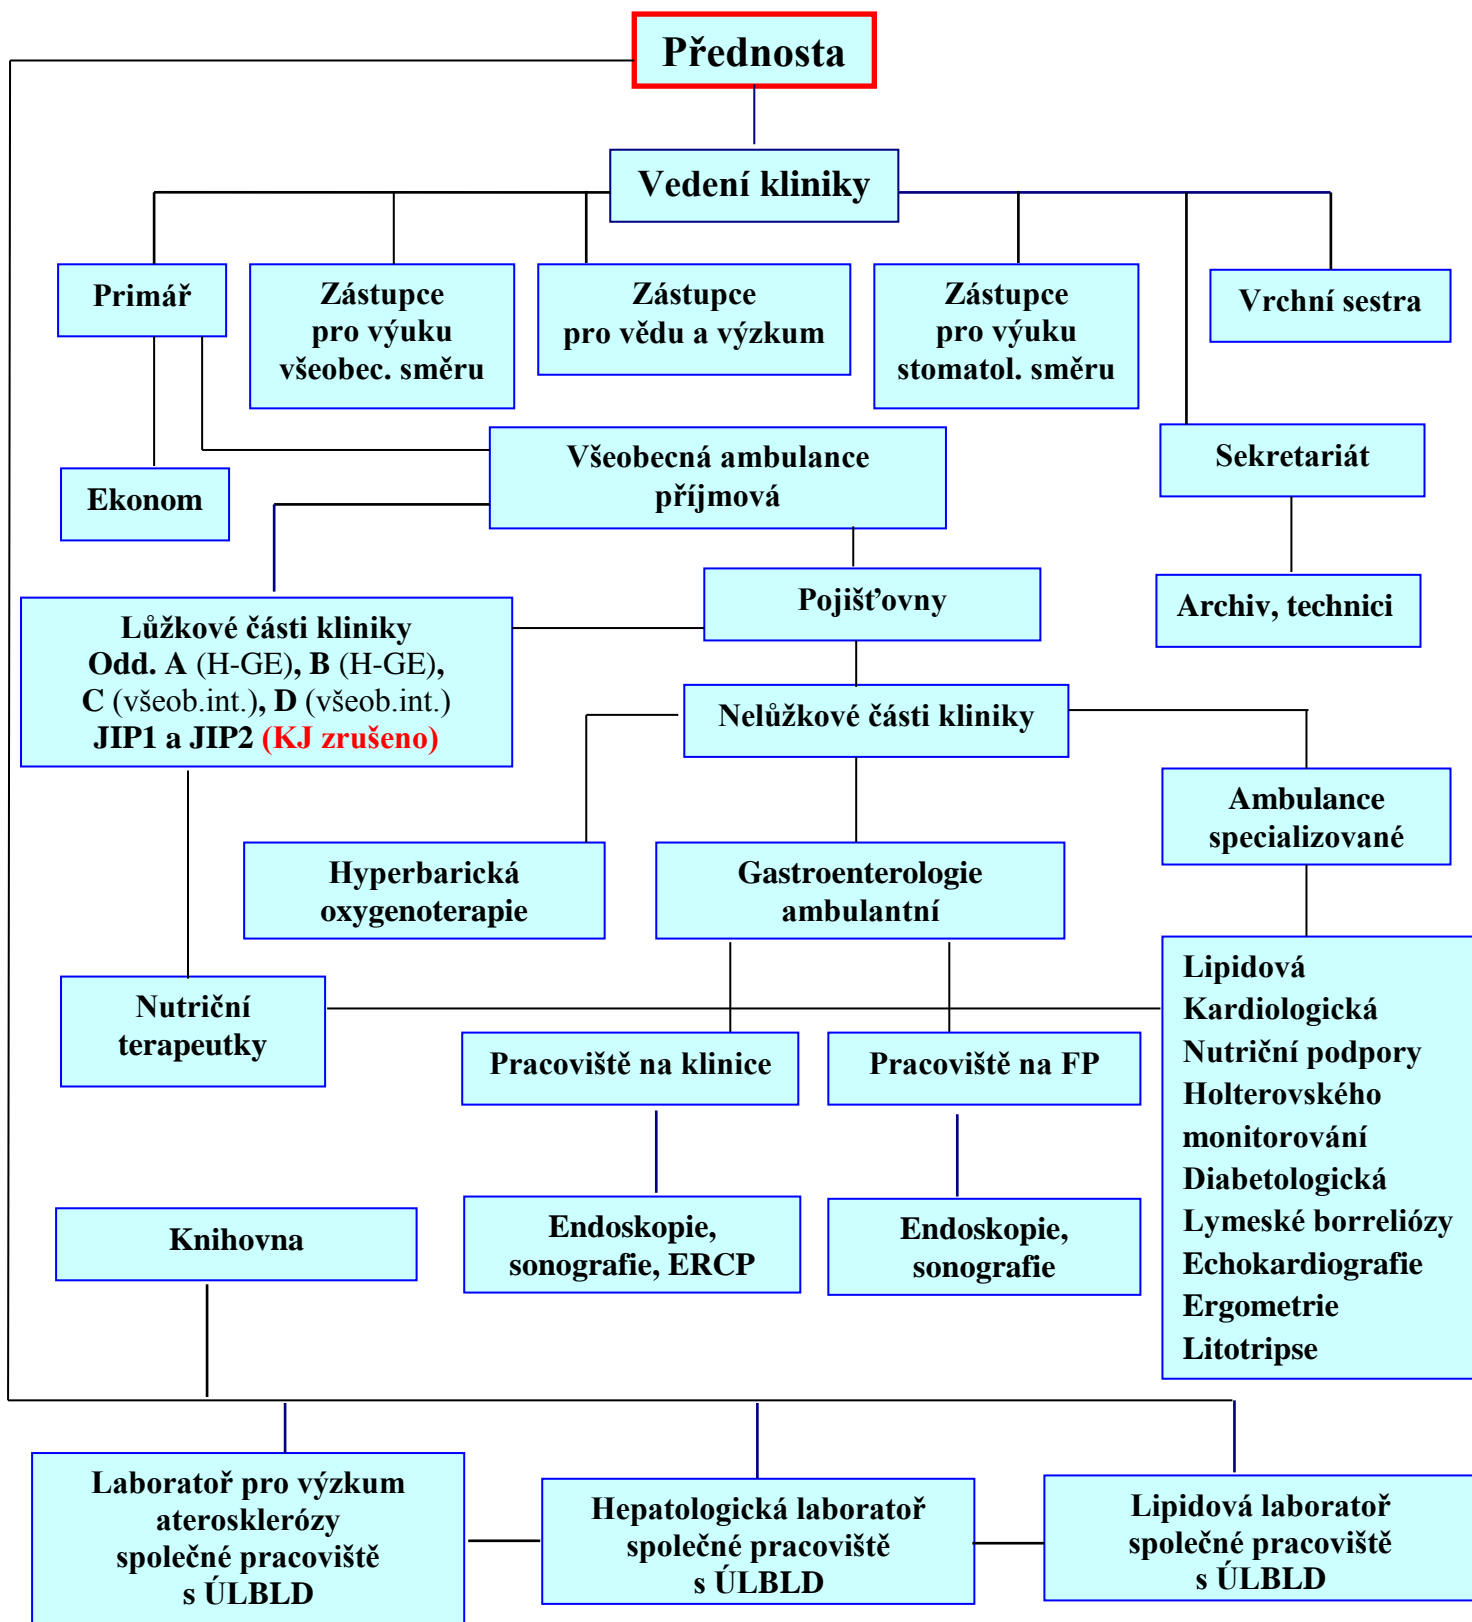 Přednosta
Vedení kliniky
Primář
Zástupce
pro výuku
všeobec. směru
Zástupce
pro vědu a výzkum
Zástupce
pro výuku
stomatol. směru
Vrchní sestra
Ekonom
Všeobecná ambulance
příjmová
Sekretariát
Archiv, technici
Pojišťovny
Lůžkové části kliniky
Odd. A (H-GE), B (H-GE),
C (všeob.int.), D (všeob.int.)
JIP1 a JIP2 (KJ zrušeno)
Nelůžkové části kliniky
Ambulance
specializované
Hyperbarická
oxygenoterapie
Gastroenterologie
ambulantní
Nutriční
terapeutky
Pracoviště na klinice
Pracoviště na FP
Lipidová
Kardiologická
Nutriční podpory
Holterovského
monitorování
Diabetologická
Lymeské borreliózy
Echokardiografie
Ergometrie
Litotripse
Knihovna
Endoskopie,
sonografie, ERCP
Endoskopie,
sonografie
Laboratoř pro výzkum
aterosklerózy
společné pracoviště
s ÚLBLD
Hepatologická laboratoř
společné pracoviště
s ÚLBLD
Lipidová laboratoř
společné pracoviště
s ÚLBLD